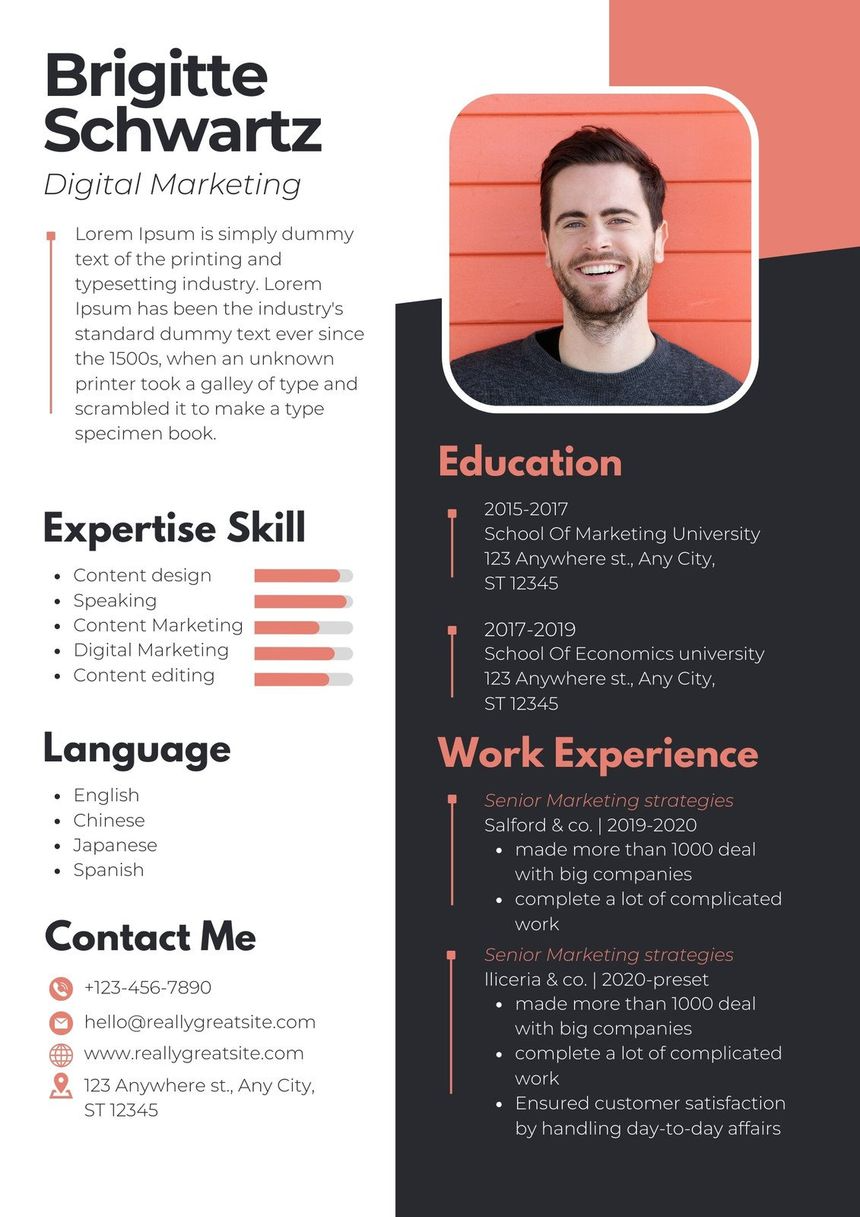 Brigitte
Schwartz
Digital Marketing
Lorem Ipsum is simply dummy
text of the printing and
typesetting industry. Lorem
Ipsum has been the industry's
standard dummy text ever since
the 1500s, when an unknown
printer took a galley of type and
scrambled it to make a type
specimen book.
Expertise Skill
• Content design
• Speaking
• Content Marketing
• Digital Marketing
• Content editing
Language
• English
• Chinese
• Japanese
• Spanish
Contact Me
+123-456-7890
hello@reallygreatsite.com
www.reallygreatsite.com
123 Anywhere st., Any City,
ST 12345
Education
2015-2017
School Of Marketing University
123 Anywhere st., Any City,
ST 12345
2017-2019
School Of Economics university
123 Anywhere st., Any City,
ST 12345
Work Experience
Senior Marketing strategies
Salford & co. | 2019-2020
• made more than 1000 deal
with big companies
• complete a lot of complicated
work
Senior Marketing strategies
lliceria & co. | 2020-preset
• made more than 1000 deal
with big companies
• complete a lot of complicated
work
• Ensured customer satisfaction
by handling day-to-day affairs